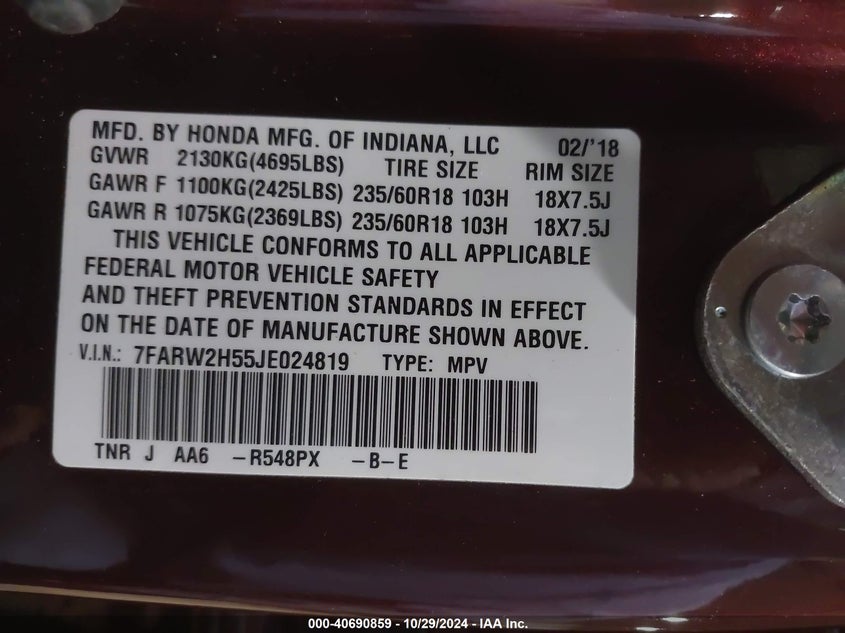 MFD. BY HONDA MFG. OF INDIANA, LLC 02/'18
GVWR 2130KG(4695LBS) TIRE SIZE RIM SIZE
GAWR F 1100KG(2425LBS) 235/60R18 103H 18X7.5J
GAWR R 1075KG(2369LBS) 235/60R18 103H 18X7.5J
THIS VEHICLE CONFORMS TO ALL APPLICABLE
FEDERAL MOTOR VEHICLE SAFETY
AND THEFT PREVENTION STANDARDS IN EFFECT
ON THE DATE OF MANUFACTURE SHOWN ABOVE.
V.I.N.: 7FARW2H55JE024819 TYPE: MPV
TNR J AA6 -R548PX -B-E
000-40690859 - 10/29/2024 - IAA Inc.